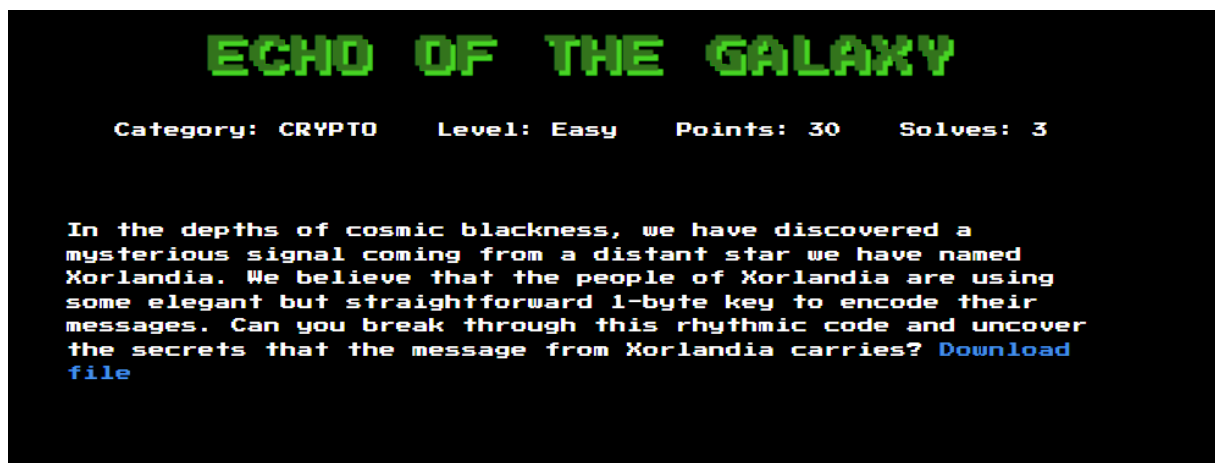 ECHO OF THE GALAXY
Category: CRYPTO Level: Easy Points: 30 Solves: 3
In the depths of cosmic blackness, we have discovered a
mysterious signal coming from a distant star we have named
Xorlandia. We believe that the people of Xorlandia are using
some elegant but straightforward 1-byte key to encode their
messages. Can you break through this rhythmic code and uncover
the secrets that the message from Xorlandia carries? Download
file